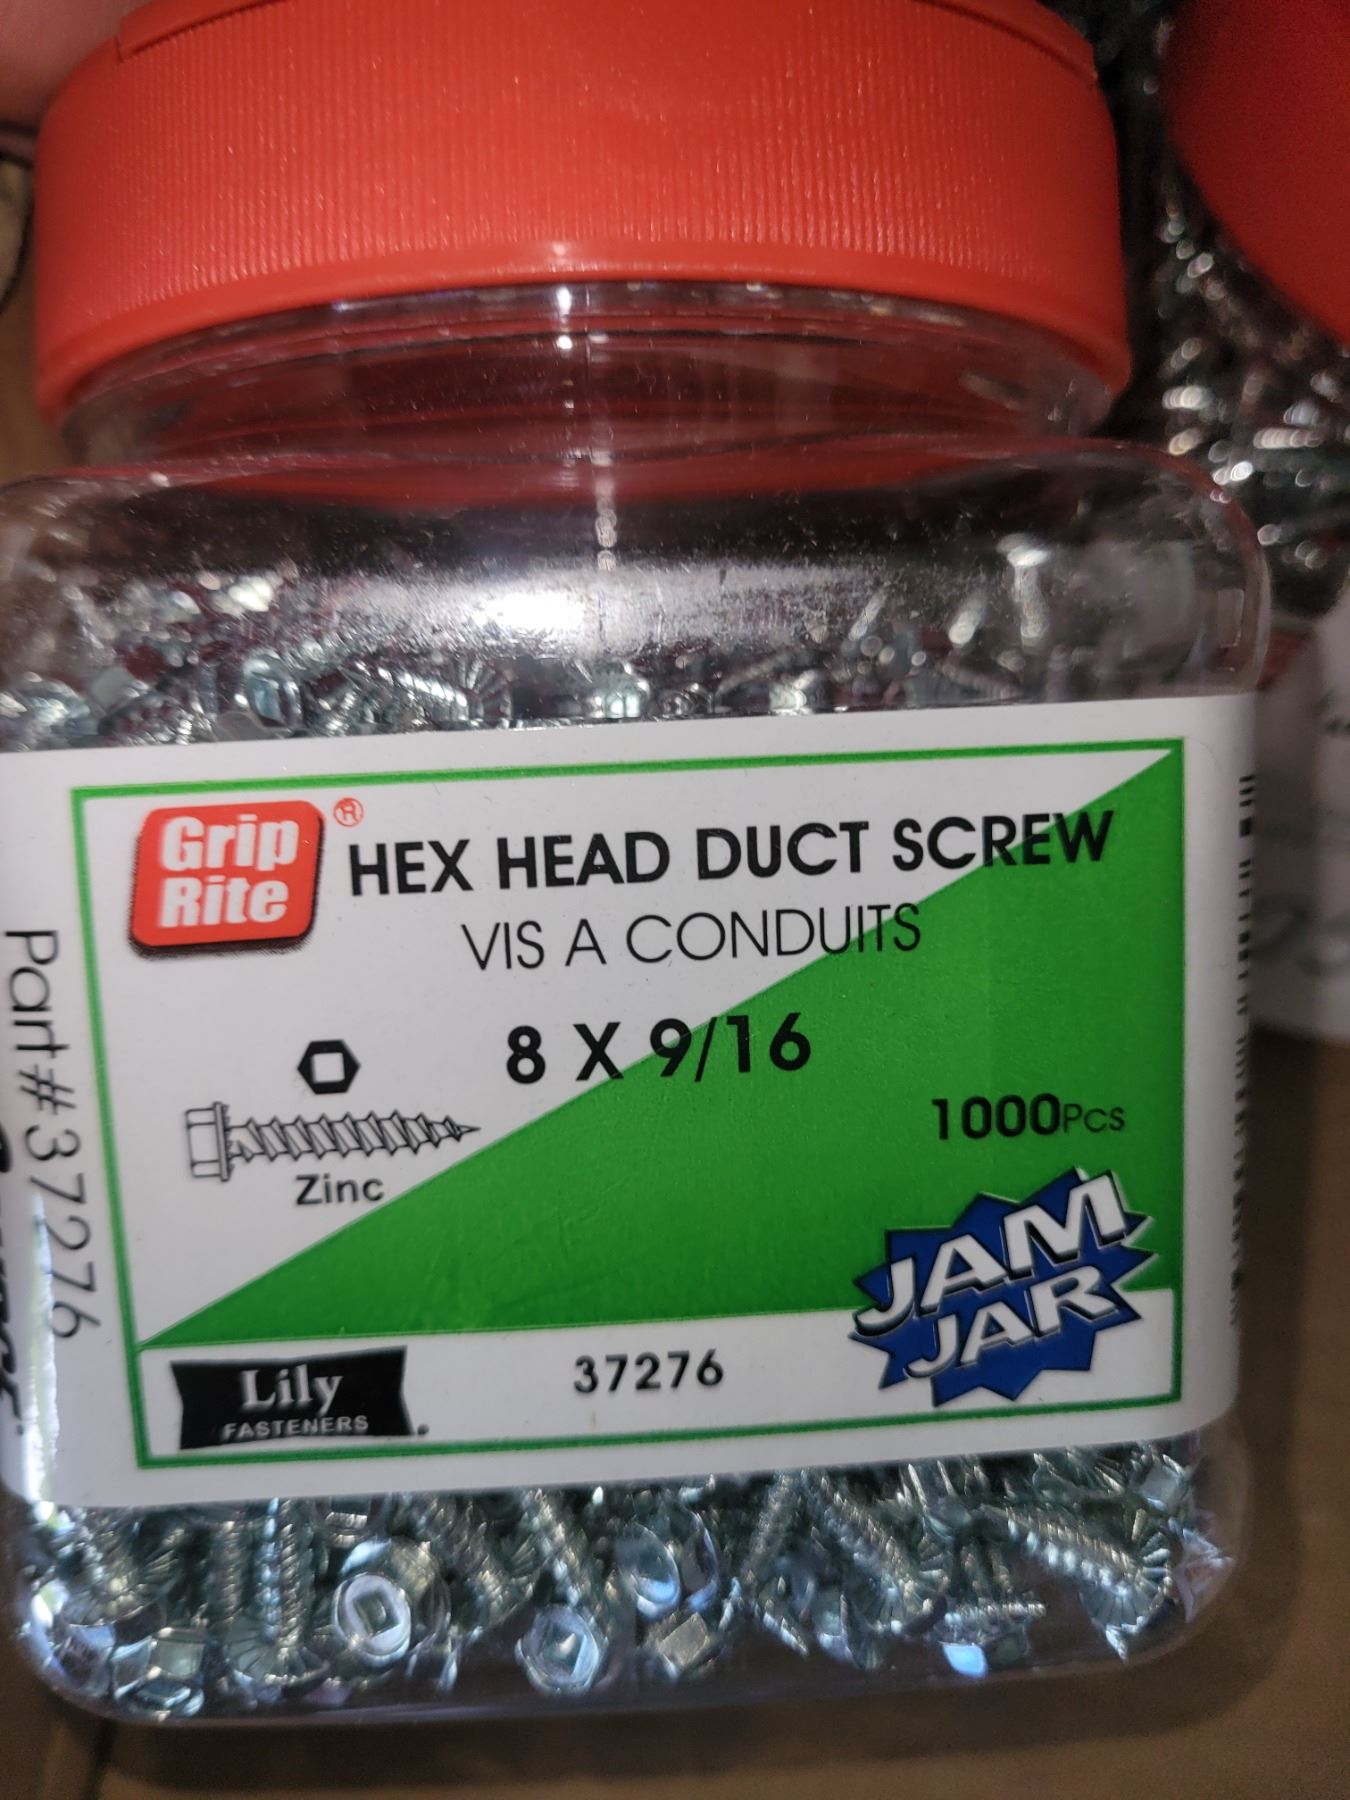 Grip
Rite
®
HEX HEAD DUCT SCREW
VIS A CONDUITS
8 X 9/16
1000Pcs
Zinc
JAM
JAR
Lily
FASTENERS
37276
Part#37276